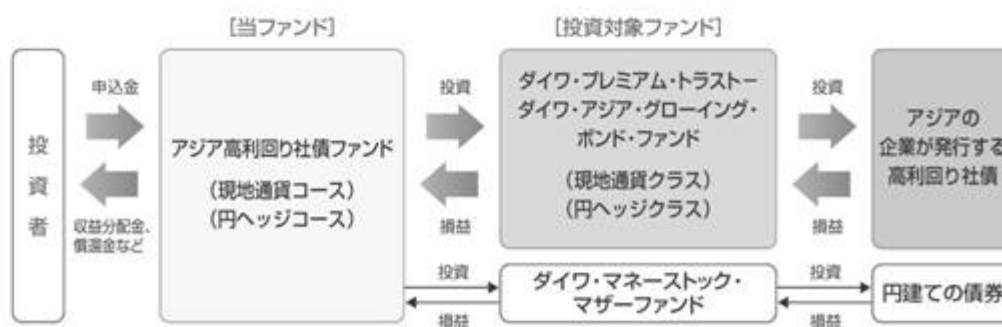 [当ファンド]
[投資対象ファンド]
投
資
者
申込金
収益分配金、
償還金など
アジア高利回り社債ファンド
(現地通貨コース)
(円ヘッジコース)
投資
損益
ダイワ・プレミアム・トラストー
ダイワ・アジア・グローイング・
ボンド・ファンド
(現地通貨クラス)
(円ヘッジクラス)
投資
損益
アジアの
企業が発行する
高利回り社債
投資
損益
ダイワ・マネーストック・
マザーファンド
投資
損益
円建ての債券